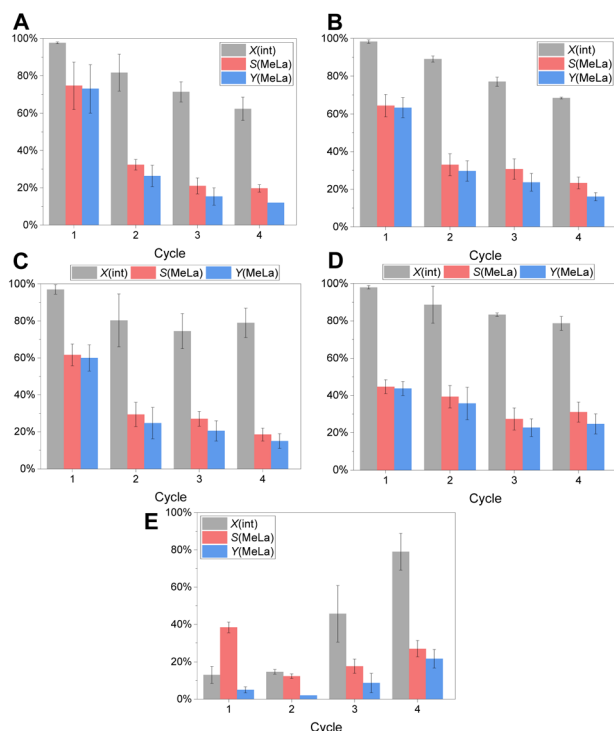 A
100%
80%
60%
40%
20%
0%
X(int)
S(MeLa)
Y(MeLa)
1 2 3 4
Cycle
B
100%
80%
60%
40%
20%
0%
X(int)
S(MeLa)
Y(MeLa)
1 2 3 4
Cycle
C
X(int) S(MeLa) Y(MeLa)
100%
80%
60%
40%
20%
0%
1 2 3 4
Cycle
D
X(int) S(MeLa) Y(MeLa)
100%
80%
60%
40%
20%
0%
1 2 3 4
Cycle
E
100%
80%
60%
40%
20%
0%
X(int)
S(MeLa)
Y(MeLa)
1 2 3 4
Cycle